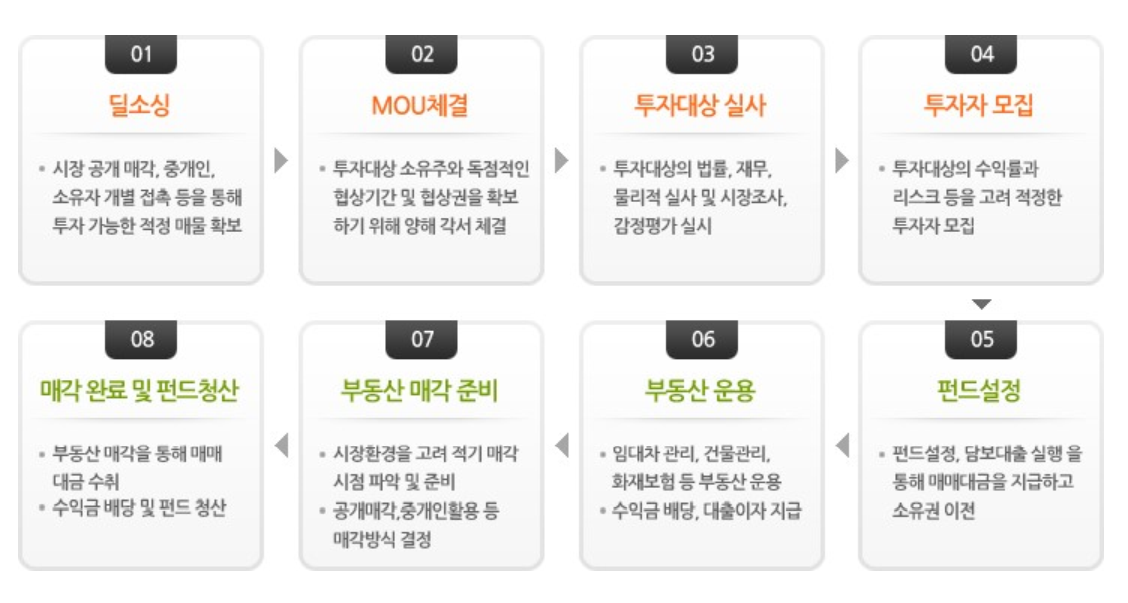 01
딜소싱
• 시장 공개 매각, 중개인,
소유자 개별 접촉 등을 통해
투자 가능한 적정 매물 확보
02
MOU체결
• 투자대상 소유주와 독점적인
협상기간 및 협상권을 확보
하기 위해 양해 각서 체결
03
투자대상 실사
• 투자대상의 법률, 재무,
물리적 실사 및 시장조사,
감정평가 실시
04
투자자 모집
• 투자대상의 수익률과
리스크 등을 고려 적정한
투자자 모집
05
펀드설정
• 펀드설정, 담보대출 실행 을
통해 매매대금을 지급하고
소유권 이전
06
부동산 운용
• 임대차 관리, 건물관리,
화재보험 등 부동산 운용
• 수익금 배당, 대출이자 지급
07
부동산 매각 준비
• 시장환경을 고려 적기 매각
시점 파악 및 준비
• 공개매각,중개인활용 등
매각방식 결정
08
매각 완료 및 펀드청산
• 부동산 매각을 통해 매매
대금 수취
• 수익금 배당 및 펀드 청산